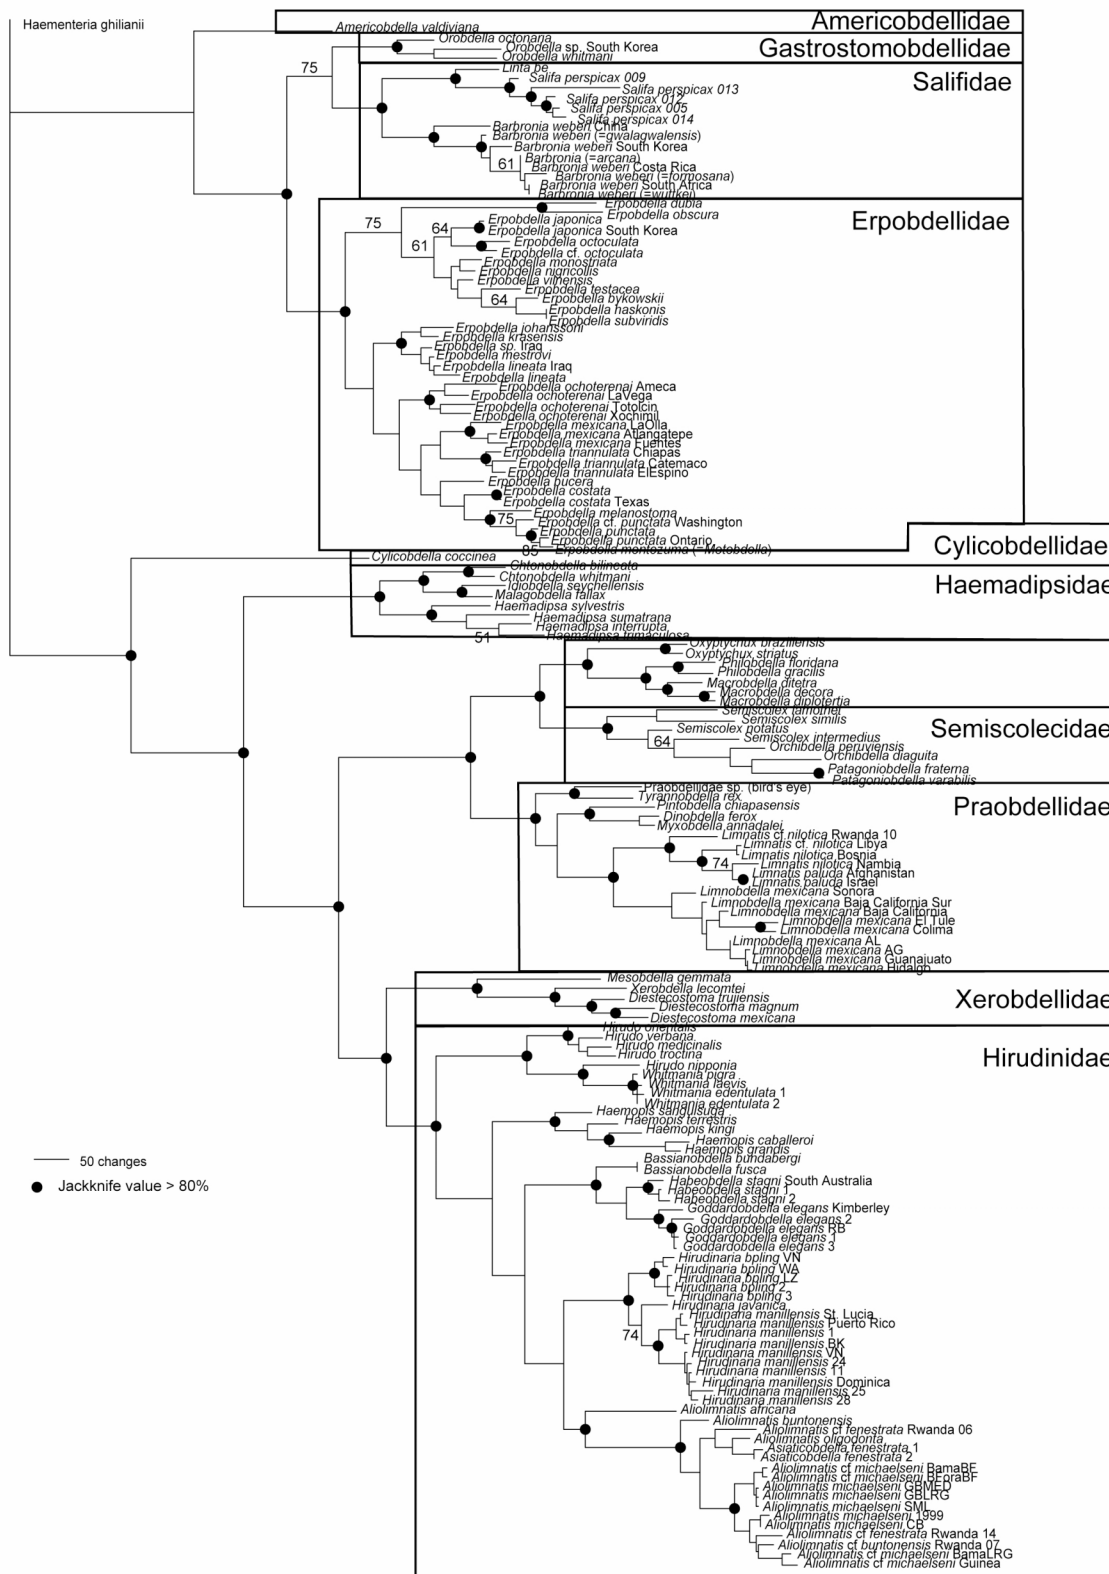 Haementeria ghilianii
Americobdellidae
Americobdella valdiviana
Gastrostomobdellidae
Orobdella octonaria
Orobdella sp. South Korea
Orobdella whitmani
75
Salifidae
Linta be
Salifa perspicax 009
Salifa perspicax 013
Salifa perspicax 012
Salifa perspicax 005
Salifa perspicax 014
Barbronia weberi China
Barbronia weberi (=gwalagwalensis)
Barbronia weberi South Korea
Barbronia (=arcana)
61
Barbronia weberi Costa Rica
Barbronia weberi (=formosana)
Barbronia weberi South Africa
Barbronia weberi (=wuttkei)
Erpobdellidae
Erpobdella dubia
Erpobdella obscura
75
Erpobdella japonica
64
Erpobdella japonica South Korea
Erpobdella octoculata
61
Erpobdella cf. octoculata
Erpobdella monostriata
Erpobdella nigricollis
Erpobdella vilnensis
Erpobdella testacea
64
Erpobdella bykowskii
Erpobdella haskonis
Erpobdella subviridis
Erpobdella johanssoni
Erpobdella krasensis
Erpobdella sp. Iraq
Erpobdella mestrovi
Erpobdella lineata Iraq
Erpobdella lineata
Erpobdella ochoterenai Ameca
Erpobdella ochoterenai LaVega
Erpobdella ochoterenai Totolcin
Erpobdella ochoterenai Xochimil
Erpobdella mexicana LaOlla
Erpobdella mexicana Atlangatepe
Erpobdella mexicana Fuentes
Erpobdella triannulata Chiapas
Erpobdella triannulata Catemaco
Erpobdella triannulata ElEspino
Erpobdella bucera
Erpobdella costata
Erpobdella costata Texas
Erpobdella melanostoma
75
Erpobdella cf. punctata Washington
Erpobdella punctata
Erpobdella punctata Ontario
85
Erpobdella montezuma (=Motobdella)
Cylicobdellidae
Cylicobdella coccinea
Haemadipsidae
Chtonobdella bilineata
Chtonobdella whitmani
Idiobdella seychellensis
Malagobdella fallax
Haemadipsa sylvestris
Haemadipsa sumatrana
Haemadipsa interrupta
51
Haemadipsa trimaculosa
Oxyptychux braziliensis
Oxyptychux striatus
Philobdella floridana
Philobdella gracilis
Macrobdella ditetra
Macrobdella decora
Macrobdella diplotertia
Semiscolecidae
Semiscolex lamothei
Semiscolex similis
Semiscolex notatus
64
Semiscolex intermedius
Orchibdella peruviensis
Orchibdella diaguita
Patagoniobdella fraterna
Patagoniobdella varabilis
Praobdellidae
Praobdellidae sp. (bird's eye)
Tyrannobdella rex
Pintobdella chiapasensis
Dinobdella ferox
Myxobdella annadalei
Limnatis cf nilotica Rwanda 10
Limnatis cf. nilotica Libya
Limnatis nilotica Bosnia
74
Limnatis nilotica Nambia
Limnatis paluda Afghanistan
Limnatis paluda Israel
Limnobdella mexicana Sonora
Limnobdella mexicana Baja California Sur
Limnobdella mexicana Baja California
Limnobdella mexicana El Tule
Limnobdella mexicana Colima
Limnobdella mexicana AL
Limnobdella mexicana AG
Limnobdella mexicana Guanajuato
Limnobdella mexicana Hidalgo
Xerobdellidae
Mesobdella gemmata
Xerobdella lecomtei
Diestecostoma trujiensis
Diestecostoma magnum
Diestecostoma mexicana
Hirudinidae
Hirudo orientalis
Hirudo verbana
Hirudo medicinalis
Hirudo troctina
Hirudo nipponia
Whitmania pigra
Whitmania laevis
Whitmania edentulata 1
Whitmania edentulata 2
Haemopis sanguisuga
Haemopis terrestris
Haemopis kingi
Haemopis caballeroi
Haemopis grandis
Bassianobdella bundabergi
Bassianobdella fusca
Habeobdella stagni South Australia
Habeobdella stagni 1
Habeobdella stagni 2
Goddardobdella elegans Kimberley
Goddardobdella elegans 2
Goddardobdella elegans RB
Goddardobdella elegans 1
Goddardobdella elegans 3
Hirudinaria bpling VN
Hirudinaria bpling WA
Hirudinaria bpling LZ
Hirudinaria bpling 2
Hirudinaria bpling 3
Hirudinaria javanica
Hirudinaria manillensis St. Lucia
Hirudinaria manillensis Puerto Rico
74
Hirudinaria manillensis 1
Hirudinaria manillensis BK
Hirudinaria manillensis VN
Hirudinaria manillensis 24
Hirudinaria manillensis 11
Hirudinaria manillensis Dominica
Hirudinaria manillensis 25
Hirudinaria manillensis 28
Aliolimnatis africana
Aliolimnatis buntonensis
Aliolimnatis cf fenestrata Rwanda 06
Aliolimnatis oligodonta
Asiaticobdella fenestrata 1
Asiaticobdella fenestrata 2
Aliolimnatis cf michaelseni BamaBF
Aliolimnatis cf michaelseni BForaBF
Aliolimnatis michaelseni GBMED
Aliolimnatis michaelseni GBLRG
Aliolimnatis michaelseni SML
Aliolimnatis michaelseni 1999
Aliolimnatis michaelseni CB
Aliolimnatis cf fenestrata Rwanda 14
Aliolimnatis cf buntonensis Rwanda 07
Aliolimnatis cf michaelseni BamaLRG
Aliolimnatis cf michaelseni Guinea
50 changes
Jackknife value > 80%